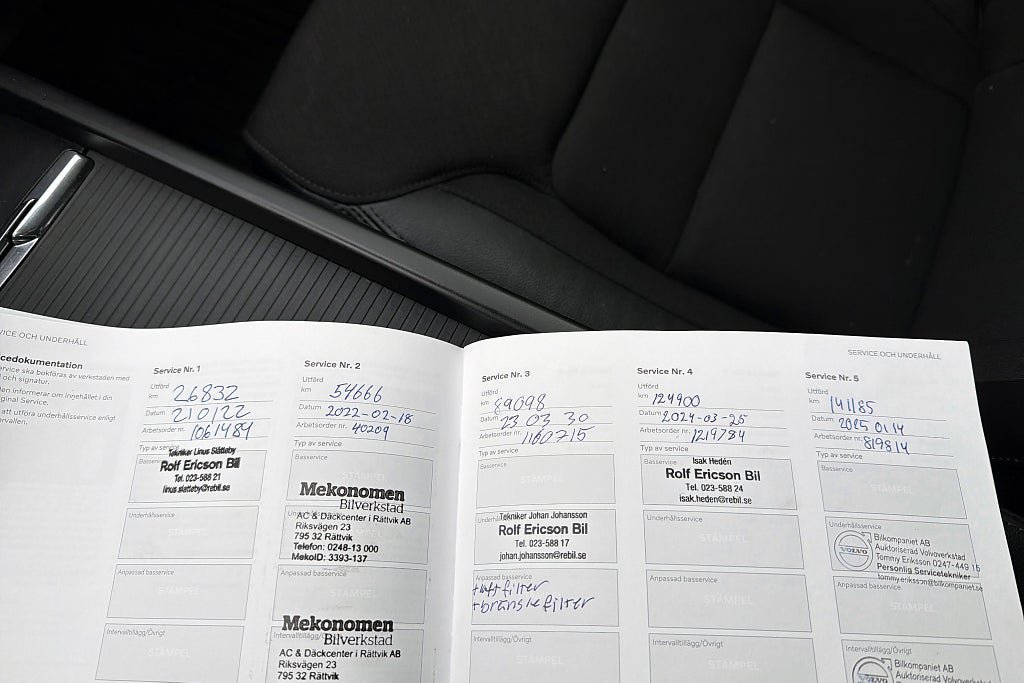 VICE OCH UNDERHÅLL
cedokumentation
service ska bokföras av verkstaden med
och signatur.
en informerar om ingehållet i din
ginal Service.
att utföra underhållsservice enligt
ervallen.
Service Nr. 1
Utförd
km 26832
Datum 210122
Arbetsorder nr. 1061484
Typ av service
Basservice
Tekniker Linus Slätteby
Rolf Ericson Bil
Tel. 023-588 21
linus.slatteby@rebil.se
Underhållsservice
STÄMPEL
Anpassad basservice
STÄMPEL
Intervalltillägg/Övrigt
STÄMPEL
Service Nr. 2
Utförd
km 54666
Datum 2022-02-18
Arbetsorder nr. 40209
Typ av service
Basservice
Mekonomen
Bilverkstad
AC & Däckcenter i Rättvik AB
Riksvägen 23
795 32 Rättvik
Telefon: 0248-13 000
MekoID: 3393-137
Anpassad basservice
STÄMPEL
Mekonomen
Bilverkstad
Intervalltillägg/Övrigt
AC & Däckcenter i Rättvik AB
Riksvägen 23
795 32 Rättvik
Service Nr. 3
Utförd
km 89098
Datum 23 03 30
Arbetsorder nr. 1160715
Typ av service
Basservice
STÄMPEL
Tekniker Johan Johansson
Rolf Ericson Bil
Tel. 023-588 17
johan.johansson@rebil.se
Anpassad basservice
+luftfilter
+bränslefilter
Intervalltillägg/Övrigt
STÄMPEL
Service Nr. 4
Utförd
km 124900
Datum 2024-03-25
Arbetsorder nr. 1219784
Typ av service
Basservice
Isak Hedén
Rolf Ericson Bil
Tel. 023-588 24
isak.heden@rebil.se
Underhållsservice
STÄMPEL
Anpassad basservice
STÄMPEL
Intervalltillägg/Övrigt
STÄMPEL
SERVICE OCH UNDERHÅLL
Service Nr. 5
Utförd
km 141185
Datum 2025 01 14
Arbetsorder nr. 819814
Typ av service
Basservice
STÄMPEL
Underhållsservice
VOLVO
Bilkompaniet AB
Auktoriserad Volvoverkstad
Tommy Eriksson 0247-449 16
Personlig Servicetekniker
tommy.eriksson@bilkompaniet.se
Anpassad basservice
STÄMPEL
Intervalltillägg/Övrigt
VOLVO
Bilkompaniet AB
Auktoriserad Volvoverkstad